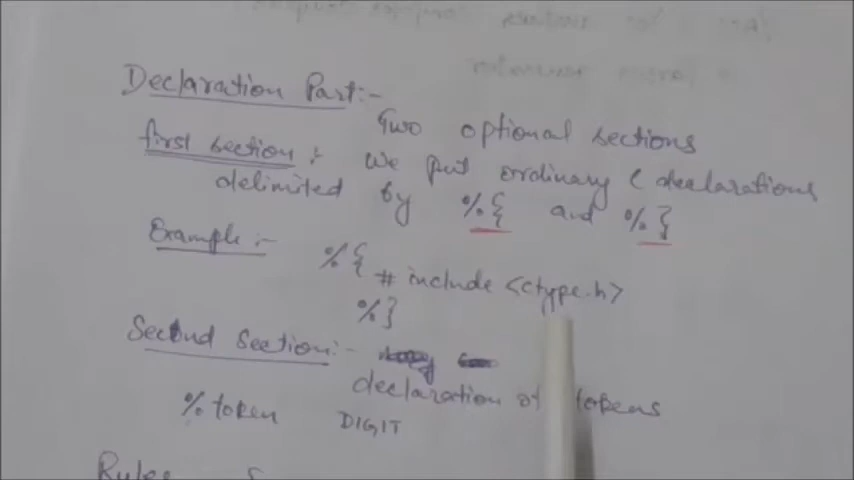 Declaration Part:-
Two optional sections
first section :- we put ordinary C declarations
delimited by %{ and %}
Example :- %{
# include <ctype.h>
%}
Second Section:-
declaration of tokens
% token DIGIT
Rules